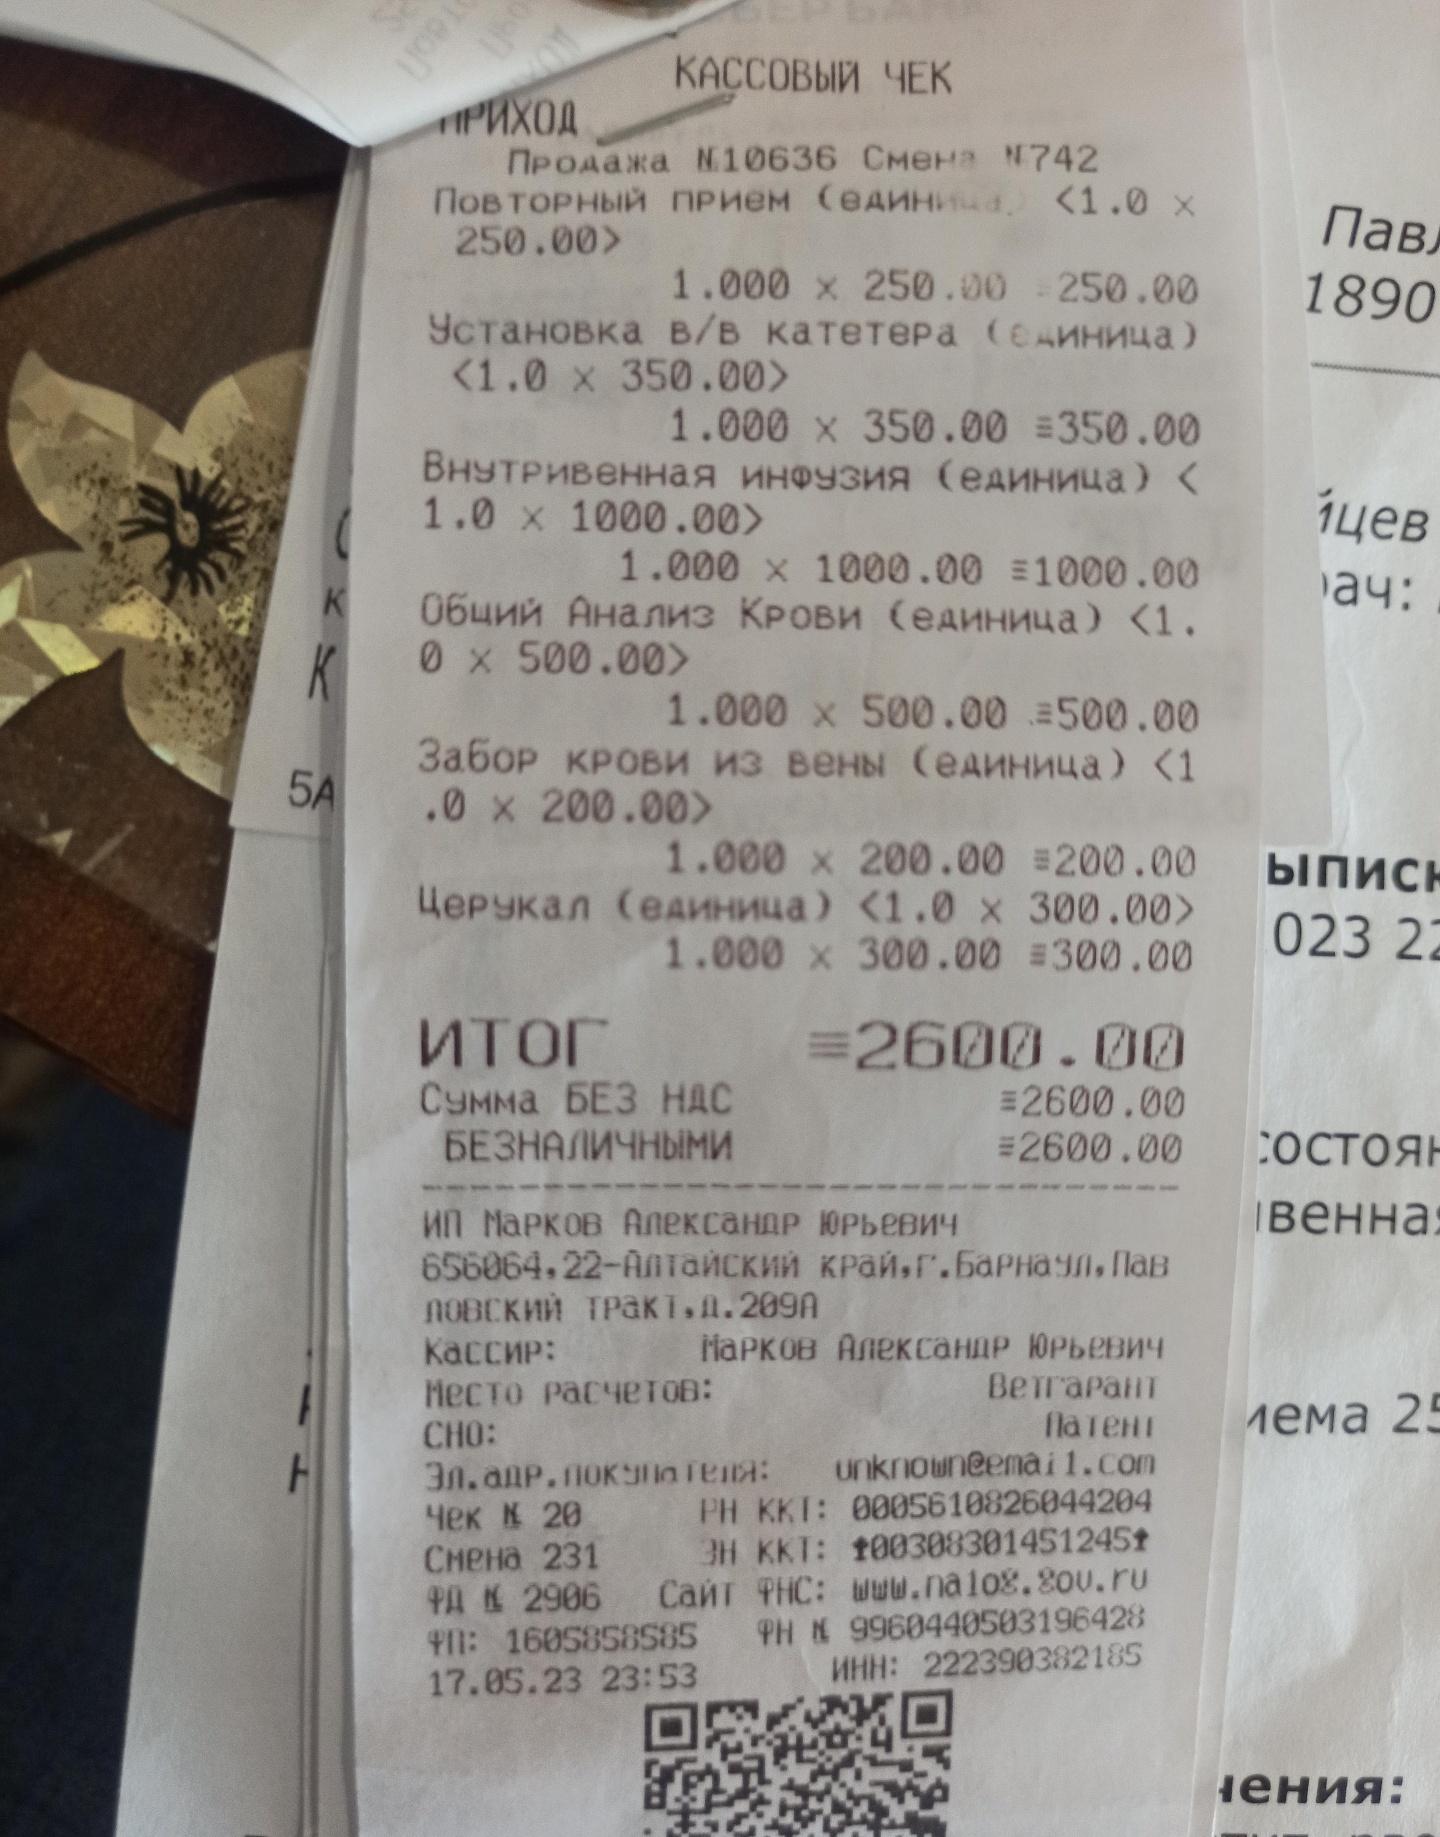 КАССОВЫЙ ЧЕК
ПРИХОД
Продажа №10636 Смена №742
Повторный прием (единица) <1.0 x
250.00>
1.000 x 250.00 ≡250.00
Установка в/в катетера (единица)
<1.0 x 350.00>
1.000 x 350.00 ≡350.00
Внутривенная инфузия (единица) <
1.0 x 1000.00>
1.000 x 1000.00 ≡1000.00
Общий Анализ Крови (единица) <1.
0 x 500.00>
1.000 x 500.00 ≡500.00
Забор крови из вены (единица) <1
.0 x 200.00>
1.000 x 200.00 ≡200.00
Церукал (единица) <1.0 x 300.00>
1.000 x 300.00 ≡300.00
ИТОГ ≡2600.00
Сумма БЕЗ НДС ≡2600.00
БЕЗНАЛИЧНЫМИ ≡2600.00
ИП Марков Александр Юрьевич
656064,22-Алтайский край,г.Барнаул,Пав
ловский тракт,д.209А
Кассир: Марков Александр Юрьевич
Место расчетов: Ветгарант
СНО: Патент
Эл.адр.покупателя: unknown@email.com
Чек № 20 РН ККТ: 0005610826044204
Смена 231 ЗН ККТ: 00308301451245
ФД № 2906 Сайт ФНС: www.nalog.gov.ru
ФП: 1605858585 ФН № 9960440503196428
17.05.23 23:53 ИНН: 222390382185
Павл
1890
йцев
ач:
ыписк
023 22
состоян
венная
иема 25
чения:
5А